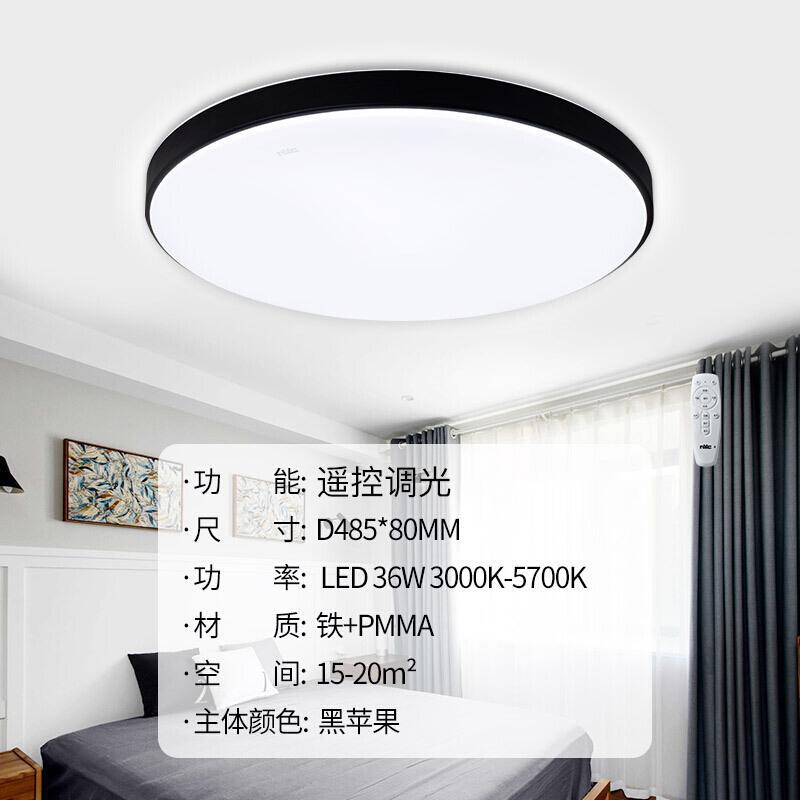 ·功 能: 遥控调光
·尺 寸: D485*80MM
·功 率: LED 36W 3000K-5700K
·材 质: 铁+PMMA
·空 间: 15-20m²
·主体颜色: 黑苹果